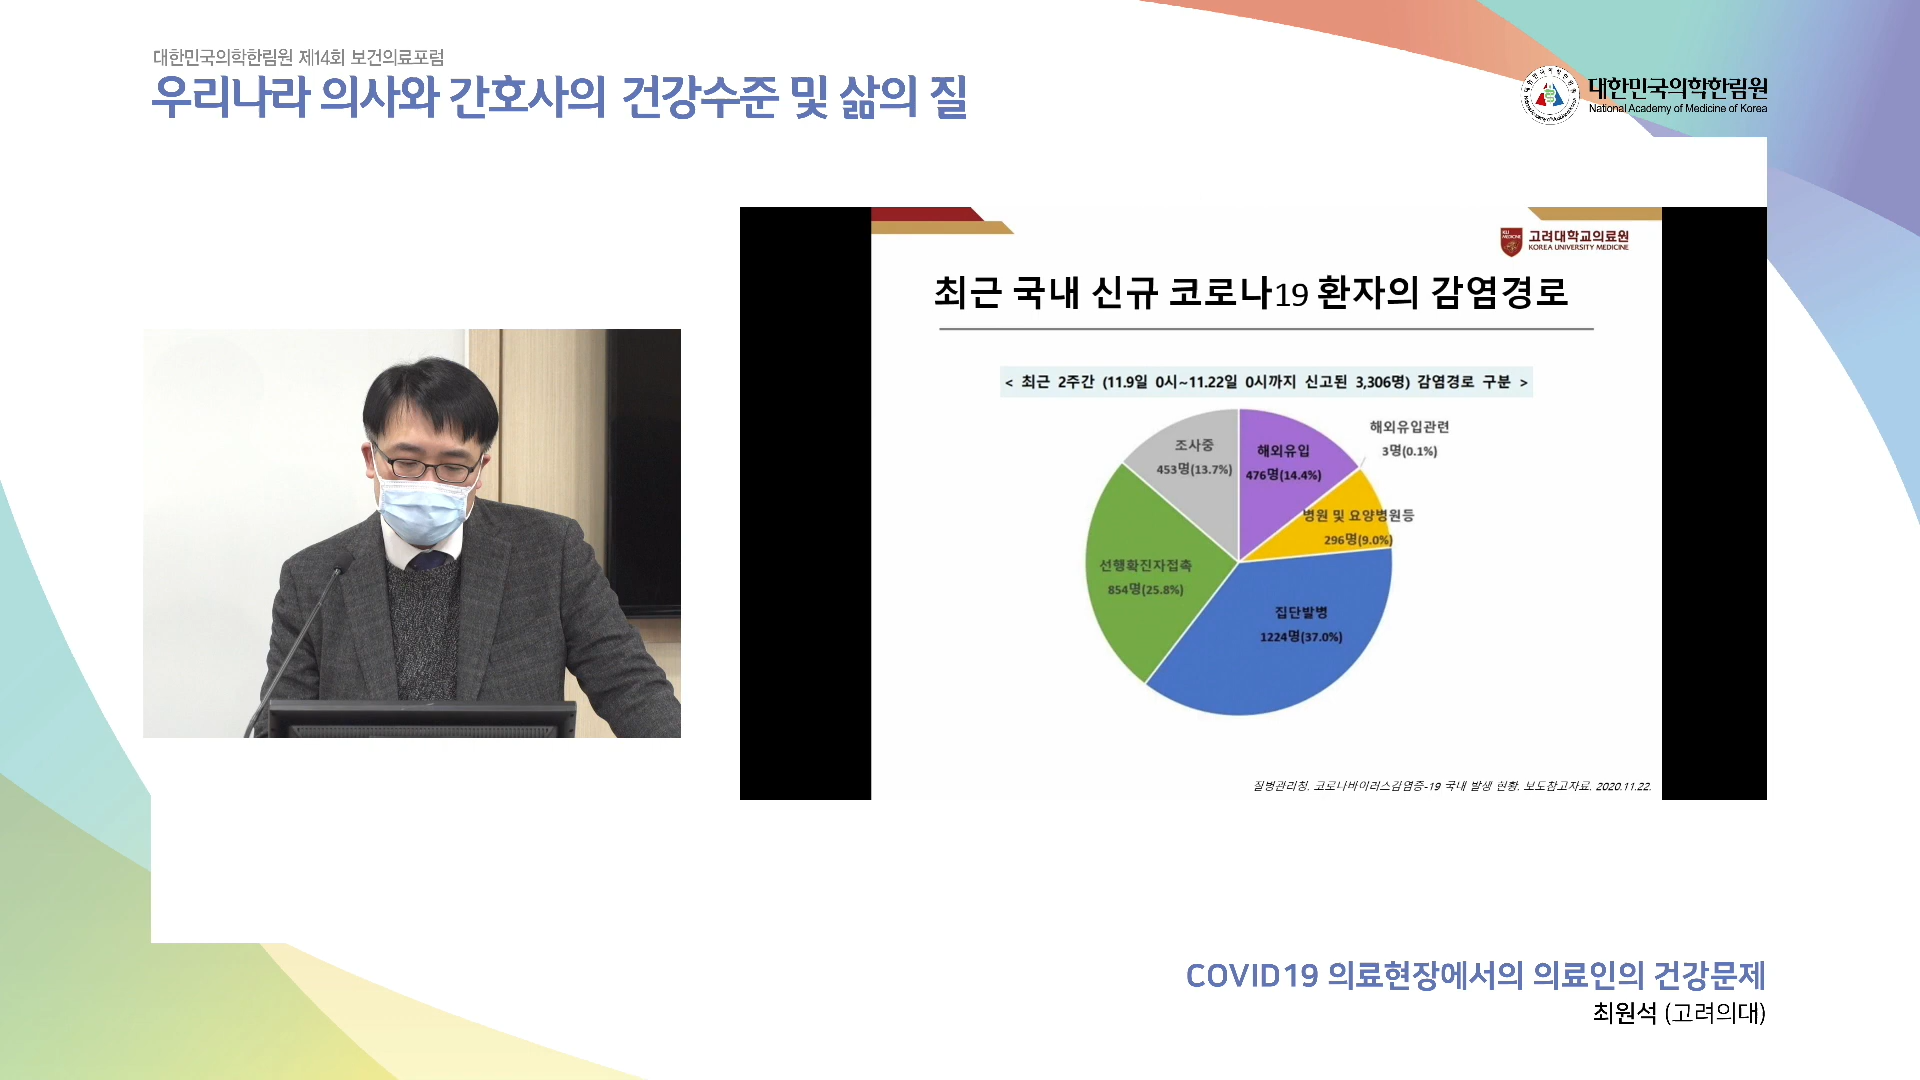 대한민국의학한림원 제14회 보건의료포럼
우리나라 의사와 간호사의 건강수준 및 삶의 질
대한민국의학한림원
National Academy of Medicine of Korea
KU
MEDICINE
고려대학교의료원
KOREA UNIVERSITY MEDICINE
최근 국내 신규 코로나19 환자의 감염경로
< 최근 2주간 (11.9일 0시~11.22일 0시까지 신고된 3,306명) 감염경로 구분 >
해외유입관련
3명(0.1%)
조사중
453명(13.7%)
해외유입
476명(14.4%)
병원 및 요양병원등
296명(9.0%)
선행확진자접촉
854명(25.8%)
집단발병
1224명(37.0%)
질병관리청. 코로나바이러스감염증-19 국내 발생 현황. 보도참고자료. 2020.11.22.
COVID19 의료현장에서의 의료인의 건강문제
최원석 (고려의대)